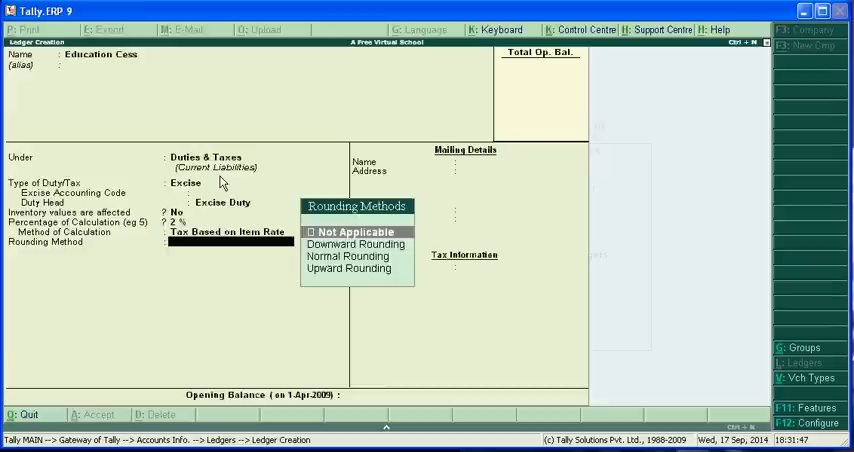 Tally.ERP 9
P: Print
E: Export
M: E-Mail
O: Upload
G: Language
K: Keyboard
K: Control Centre
H: Support Centre
H: Help
F3: Company
Ledger Creation
A Free Virtual School
Ctrl + M
F3: New Cmp
Name : Education Cess
Total Op. Bal.
(alias) :
Under : Duties & Taxes
(Current Liabilities)
Type of Duty/Tax : Excise
Excise Accounting Code :
Duty Head : Excise Duty
Inventory values are affected ? No
Percentage of Calculation (eg 5) ? 2 %
Method of Calculation : Tax Based on Item Rate
Rounding Method :
Rounding Methods
Not Applicable
Downward Rounding
Normal Rounding
Upward Rounding
Mailing Details
Name :
Address :
Tax Information
Opening Balance ( on 1-Apr-2009) :
G: Groups
L: Ledgers
V: Vch Types
F11: Features
F12: Configure
Q: Quit
A: Accept
D: Delete
Ctrl + N
Tally MAIN --> Gateway of Tally --> Accounts Info. --> Ledgers --> Ledger Creation
(c) Tally Solutions Pvt. Ltd., 1988-2009
Wed, 17 Sep, 2014
18:31:47